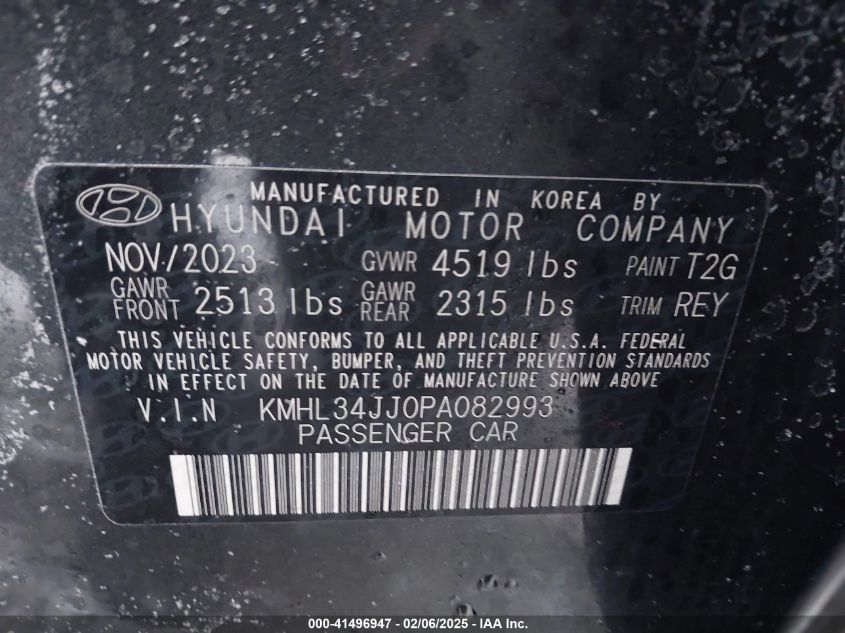 MANUFACTURED IN KOREA BY
HYUNDAI MOTOR COMPANY
NOV/2023 GVWR 4519 lbs PAINT T2G
GAWR FRONT 2513 lbs GAWR REAR 2315 lbs TRIM REY
THIS VEHICLE CONFORMS TO ALL APPLICABLE U.S.A. FEDERAL
MOTOR VEHICLE SAFETY, BUMPER, AND THEFT PREVENTION STANDARDS
IN EFFECT ON THE DATE OF MANUFACTURE SHOWN ABOVE
V.I.N KMHL34JJ0PA082993
PASSENGER CAR
000-41496947 - 02/06/2025 - IAA Inc.